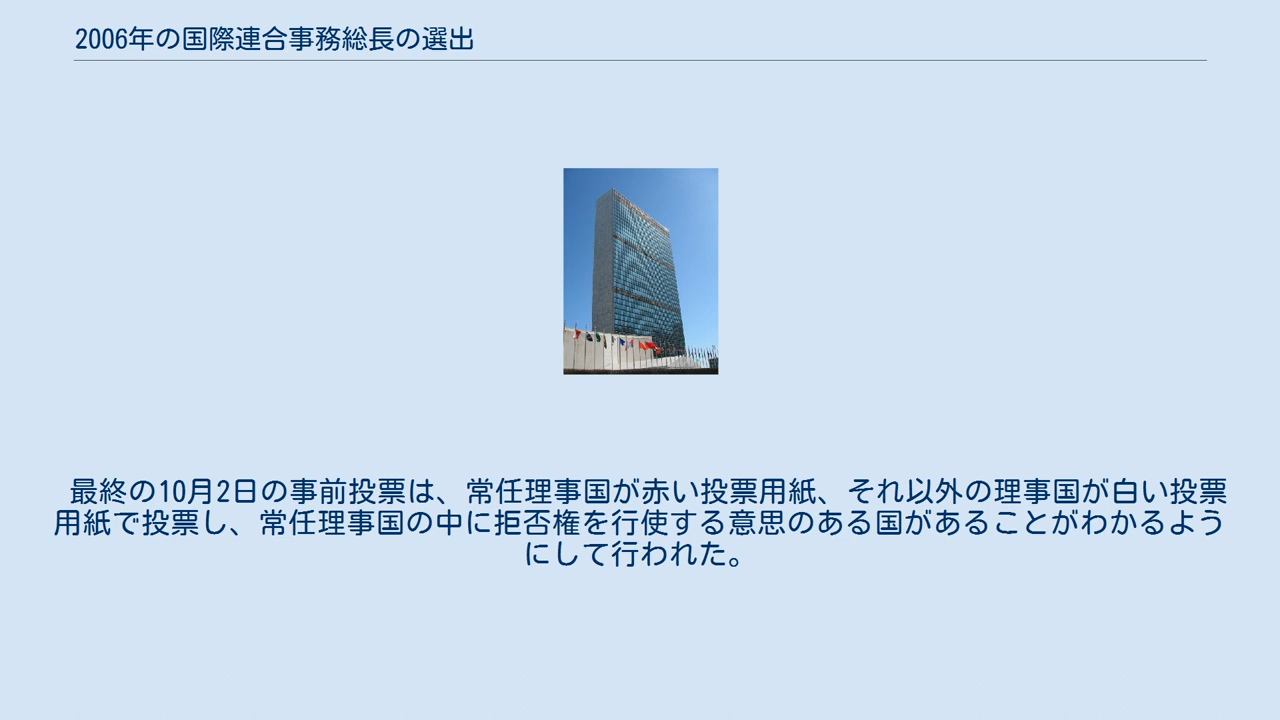 2006年の国際連合事務総長の選出
最終の10月2日の事前投票は、常任理事国が赤い投票用紙、それ以外の理事国が白い投票
用紙で投票し、常任理事国の中に拒否権を行使する意思のある国があることがわかるよう
にして行われた。